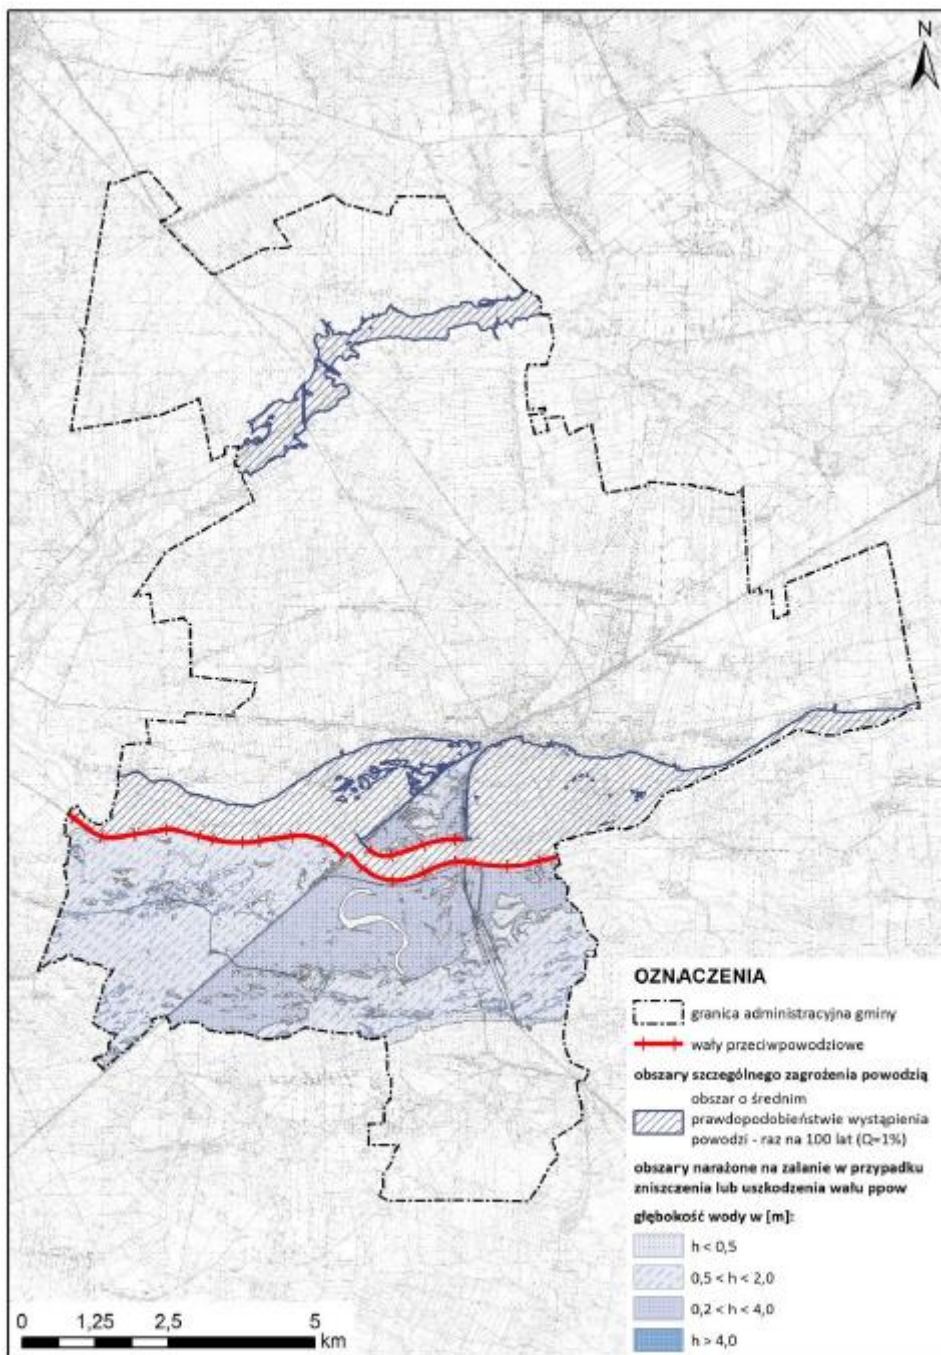 N
OZNACZENIA
granica administracyjna gminy
wały przeciwpowodziowe
obszary szczególnego zagrożenia powodzią
obszar o średnim
prawdopodobieństwie wystąpienia
powodzi - raz na 100 lat (Q=1%)
obszary narażone na zalanie w przypadku
zniszczenia lub uszkodzenia wału ppow
głębokość wody w [m]:
h < 0,5
0,5 < h < 2,0
0,2 < h < 4,0
h > 4,0
0 1,25 2,5 5
km